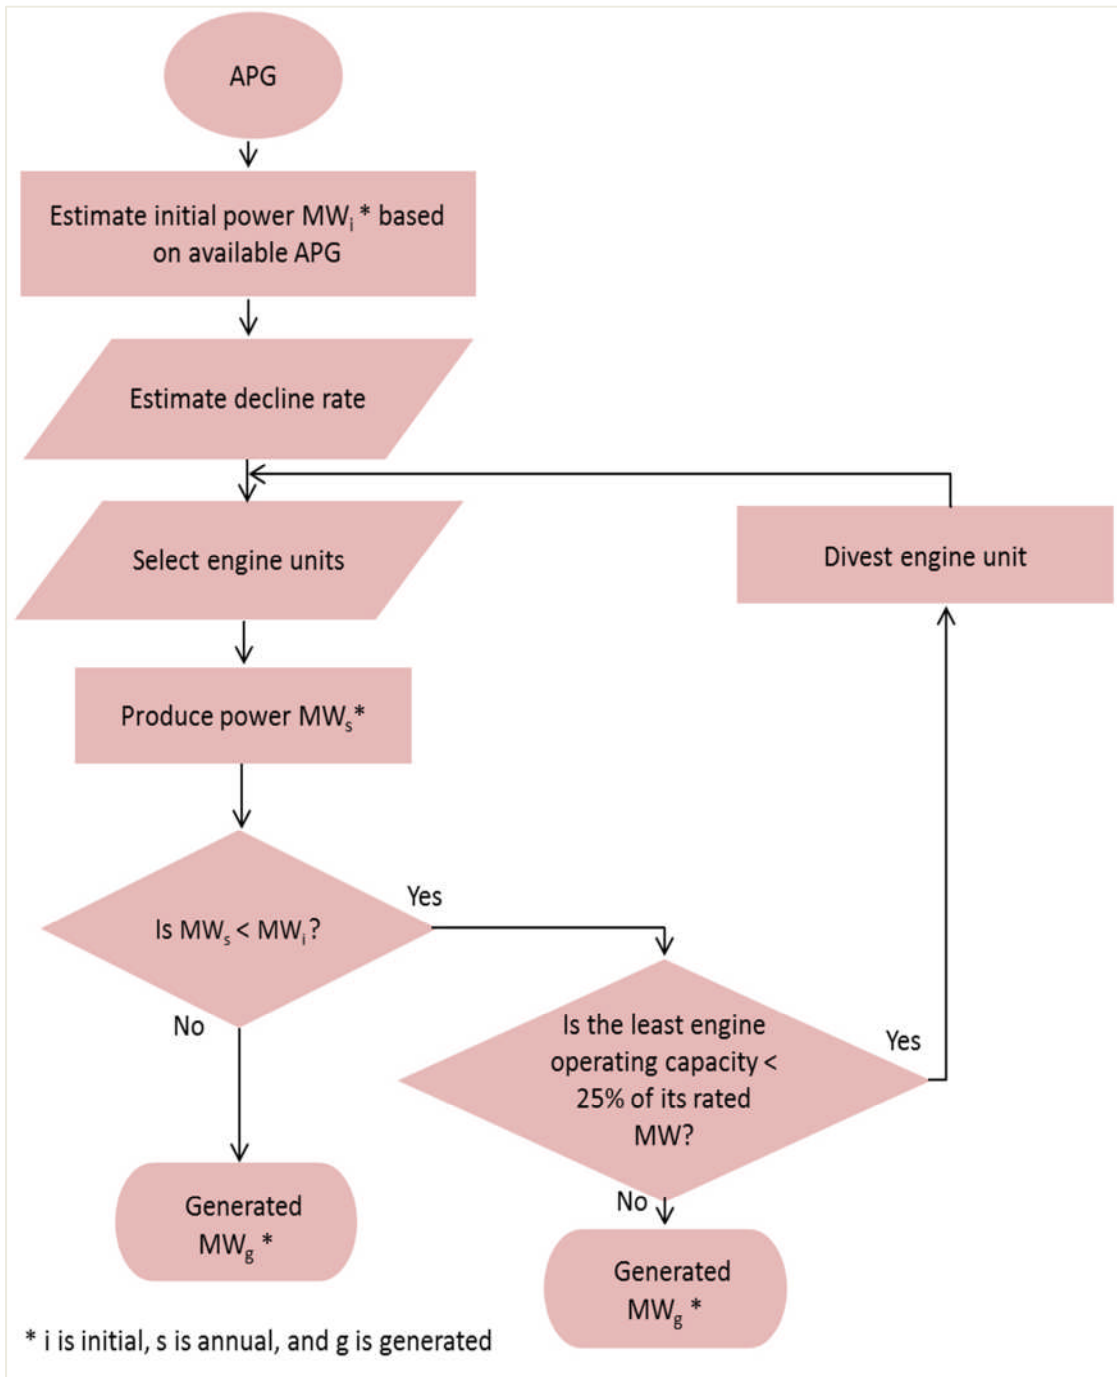 APG
Estimate initial power MWᵢ * based
on available APG
Estimate decline rate
Select engine units
Divest engine unit
Produce power MWₛ*
Yes
Is MWₛ < MWᵢ?
No
Is the least engine
operating capacity <
25% of its rated
MW?
Yes
No
Generated
MW_g *
Generated
MW_g *
* i is initial, s is annual, and g is generated